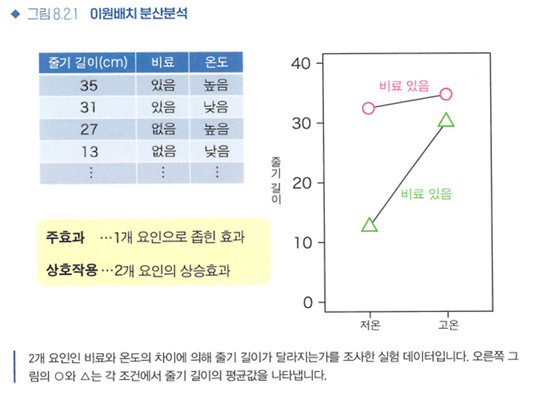 ◆ 그림 8.2.1 이원배치 분산분석
줄기 길이(cm) 비료 온도
35 있음 높음
31 있음 낮음
27 없음 높음
13 없음 낮음
⋮ ⋮ ⋮
주효과 …1개 요인으로 좁힌 효과
상호작용 …2개 요인의 상승효과
줄기 길이
40
30
20
10
0
비료 있음
비료 있음
저온 고온
2개 요인인 비료와 온도의 차이에 의해 줄기 길이가 달라지는가를 조사한 실험 데이터입니다. 오른쪽 그
림의 ○와 △는 각 조건에서 줄기 길이의 평균값을 나타냅니다.